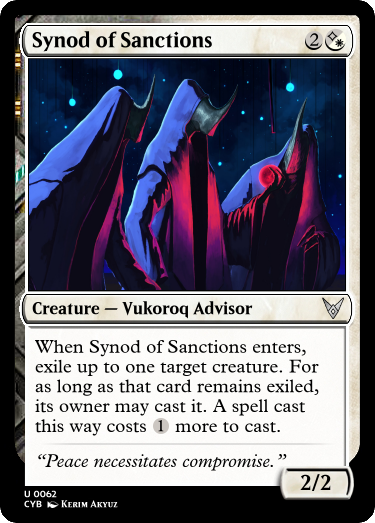 Synod of Sanctions 2
Creature — Vukoroq Advisor
When Synod of Sanctions enters,
exile up to one target creature. For
as long as that card remains exiled,
its owner may cast it. A spell cast
this way costs 1 more to cast.
“Peace necessitates compromise.”
2/2
U 0062
CYB Kerim Akyuz